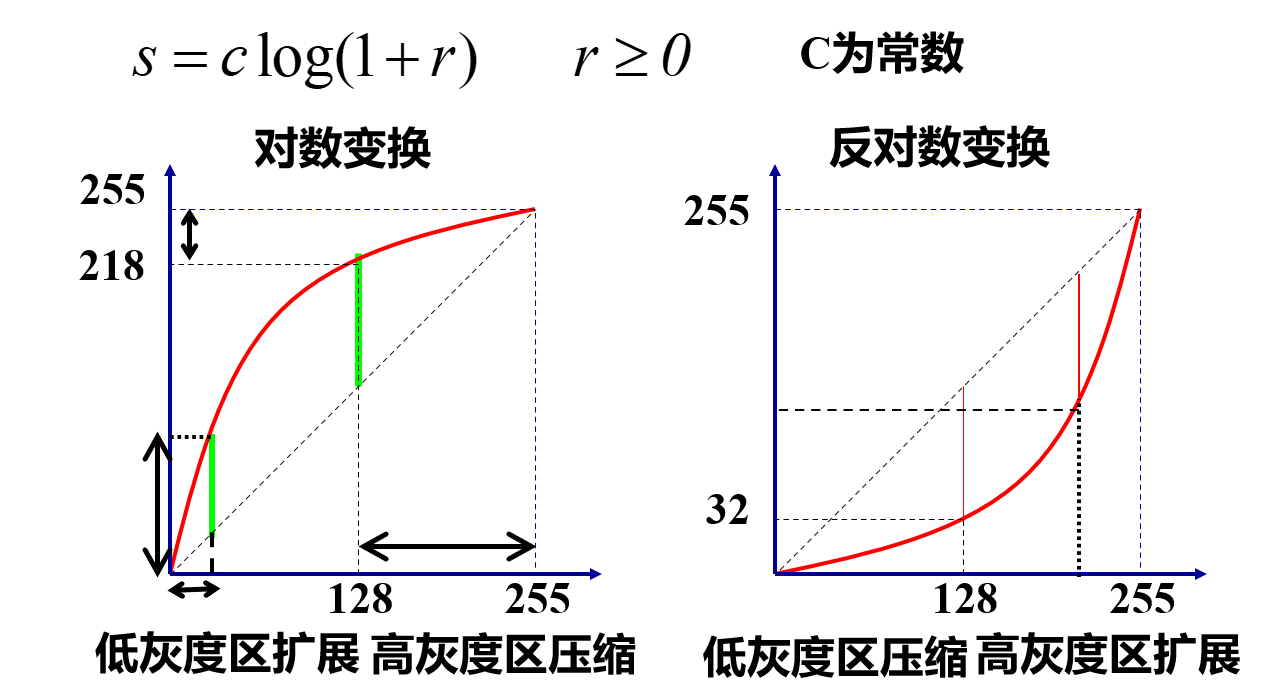 s = c log(1 + r)    r ≥ 0    C为常数
对数变换
255
218
128 255
低灰度区扩展 高灰度区压缩
反对数变换
255
32
128 255
低灰度区压缩 高灰度区扩展